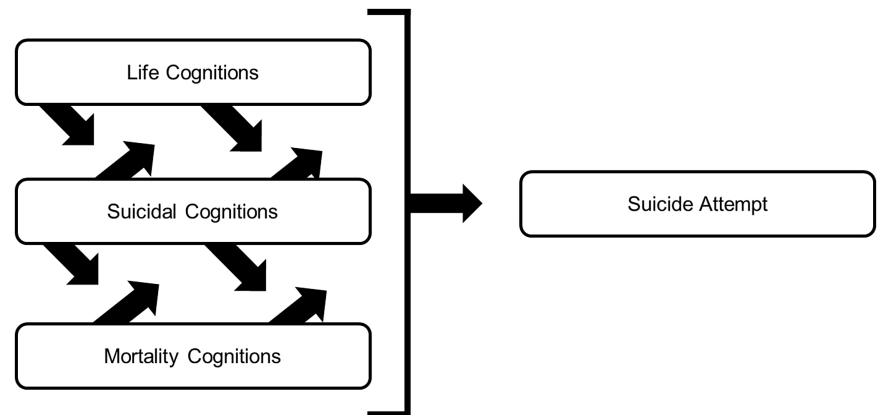 Life Cognitions
Suicidal Cognitions
Suicide Attempt
Mortality Cognitions